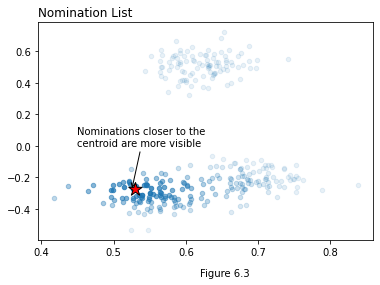 Nomination List
0.6
0.4
0.2
0.0
−0.2
−0.4
Nominations closer to the
centroid are more visible
0.4 0.5 0.6 0.7 0.8
Figure 6.3